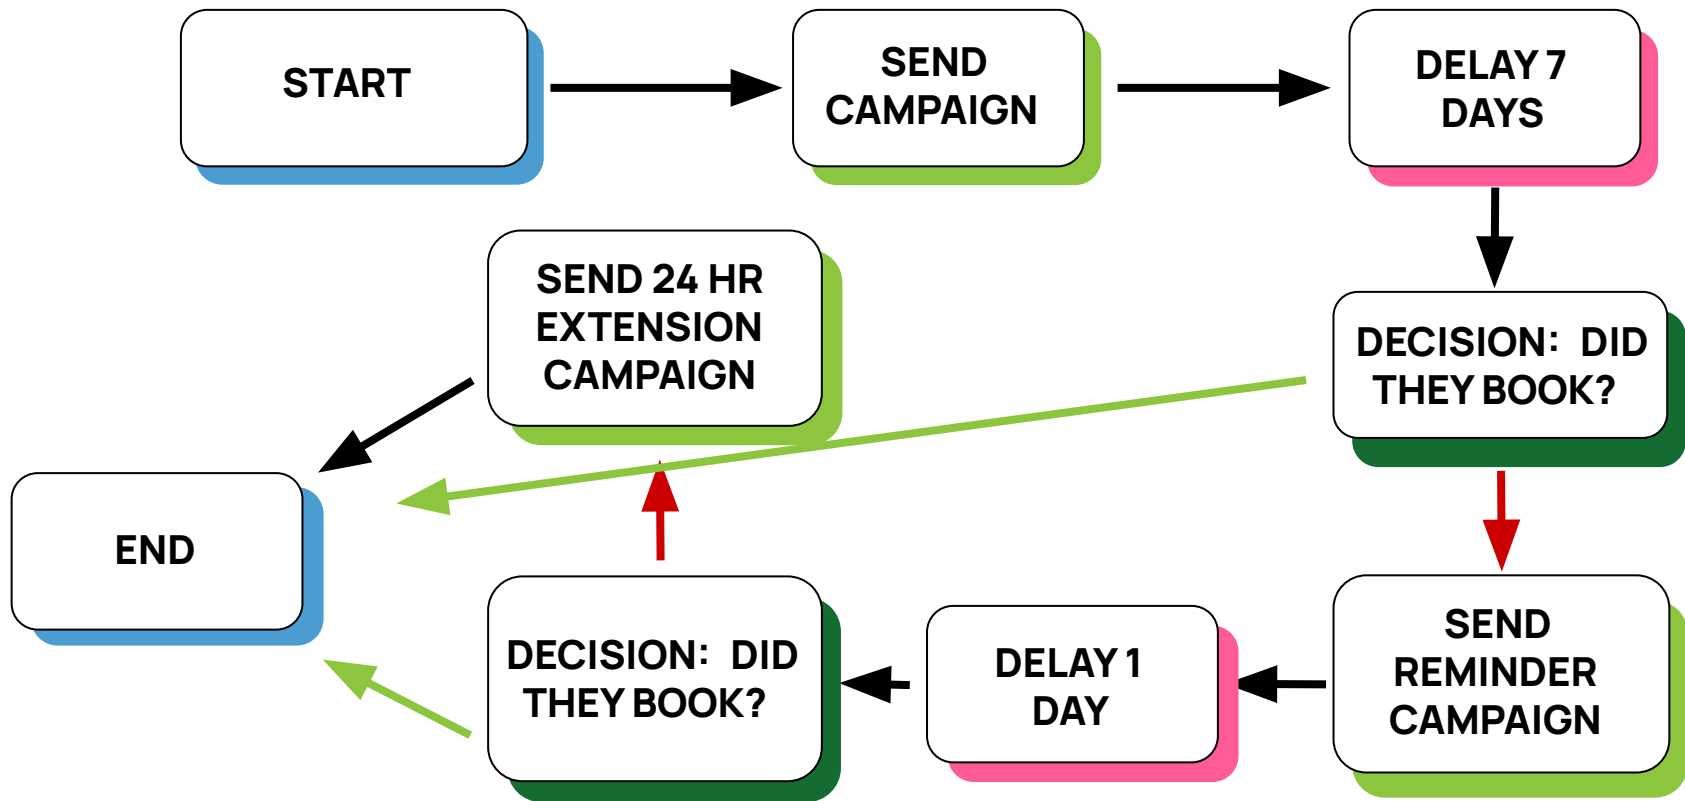 START
SEND
CAMPAIGN
DELAY 7
DAYS
DECISION: DID
THEY BOOK?
SEND
REMINDER
CAMPAIGN
DELAY 1
DAY
DECISION: DID
THEY BOOK?
SEND 24 HR
EXTENSION
CAMPAIGN
END